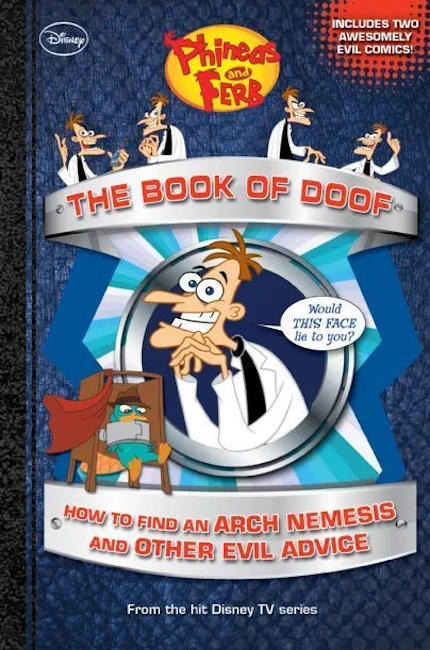 Disney
Phineas
and
FERB
INCLUDES TWO
AWESOMELY
EVIL COMICS!
THE BOOK OF DOOF
Would
THIS FACE
lie to you?
HOW TO FIND AN ARCH NEMESIS
AND OTHER EVIL ADVICE
From the hit Disney TV series